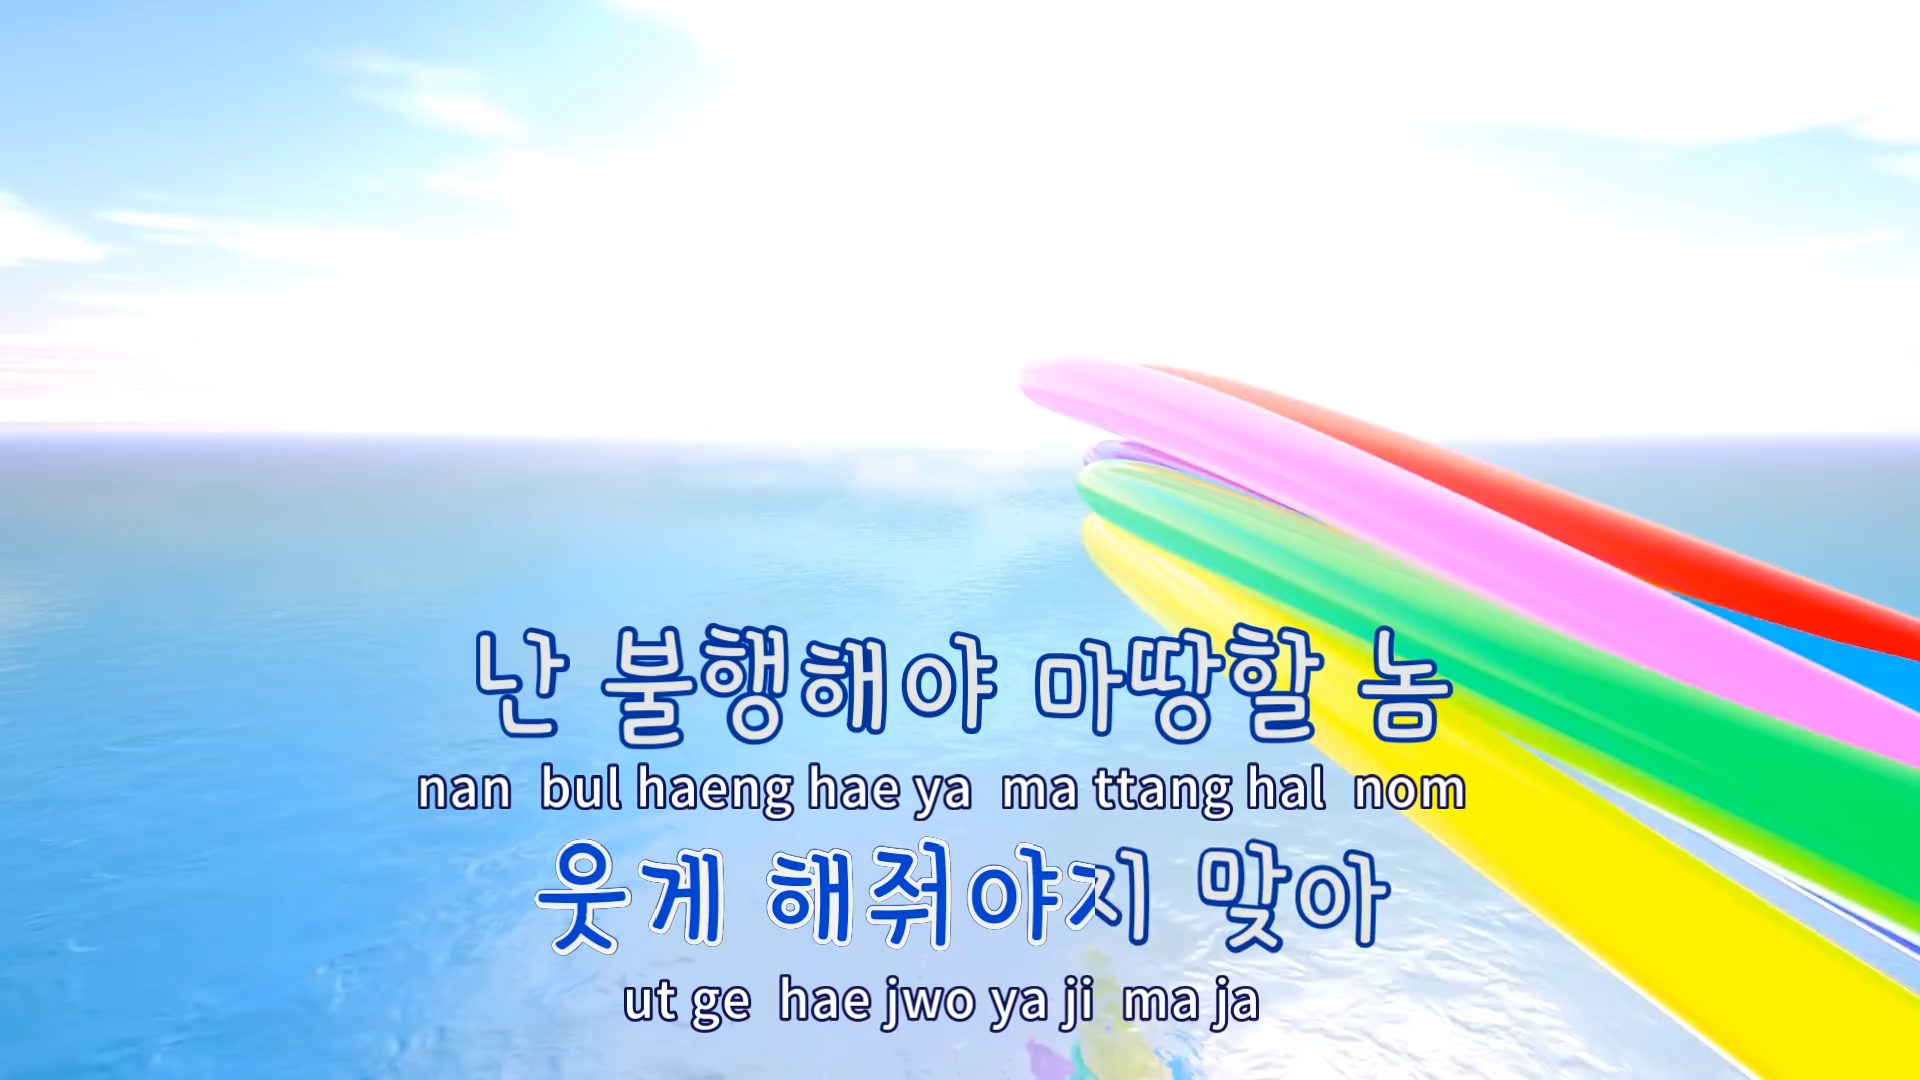 난 불행해야 마땅할 놈
nan bul haeng hae ya ma ttang hal nom
웃게 해줘야지 맞아
ut ge hae jwo ya ji ma ja